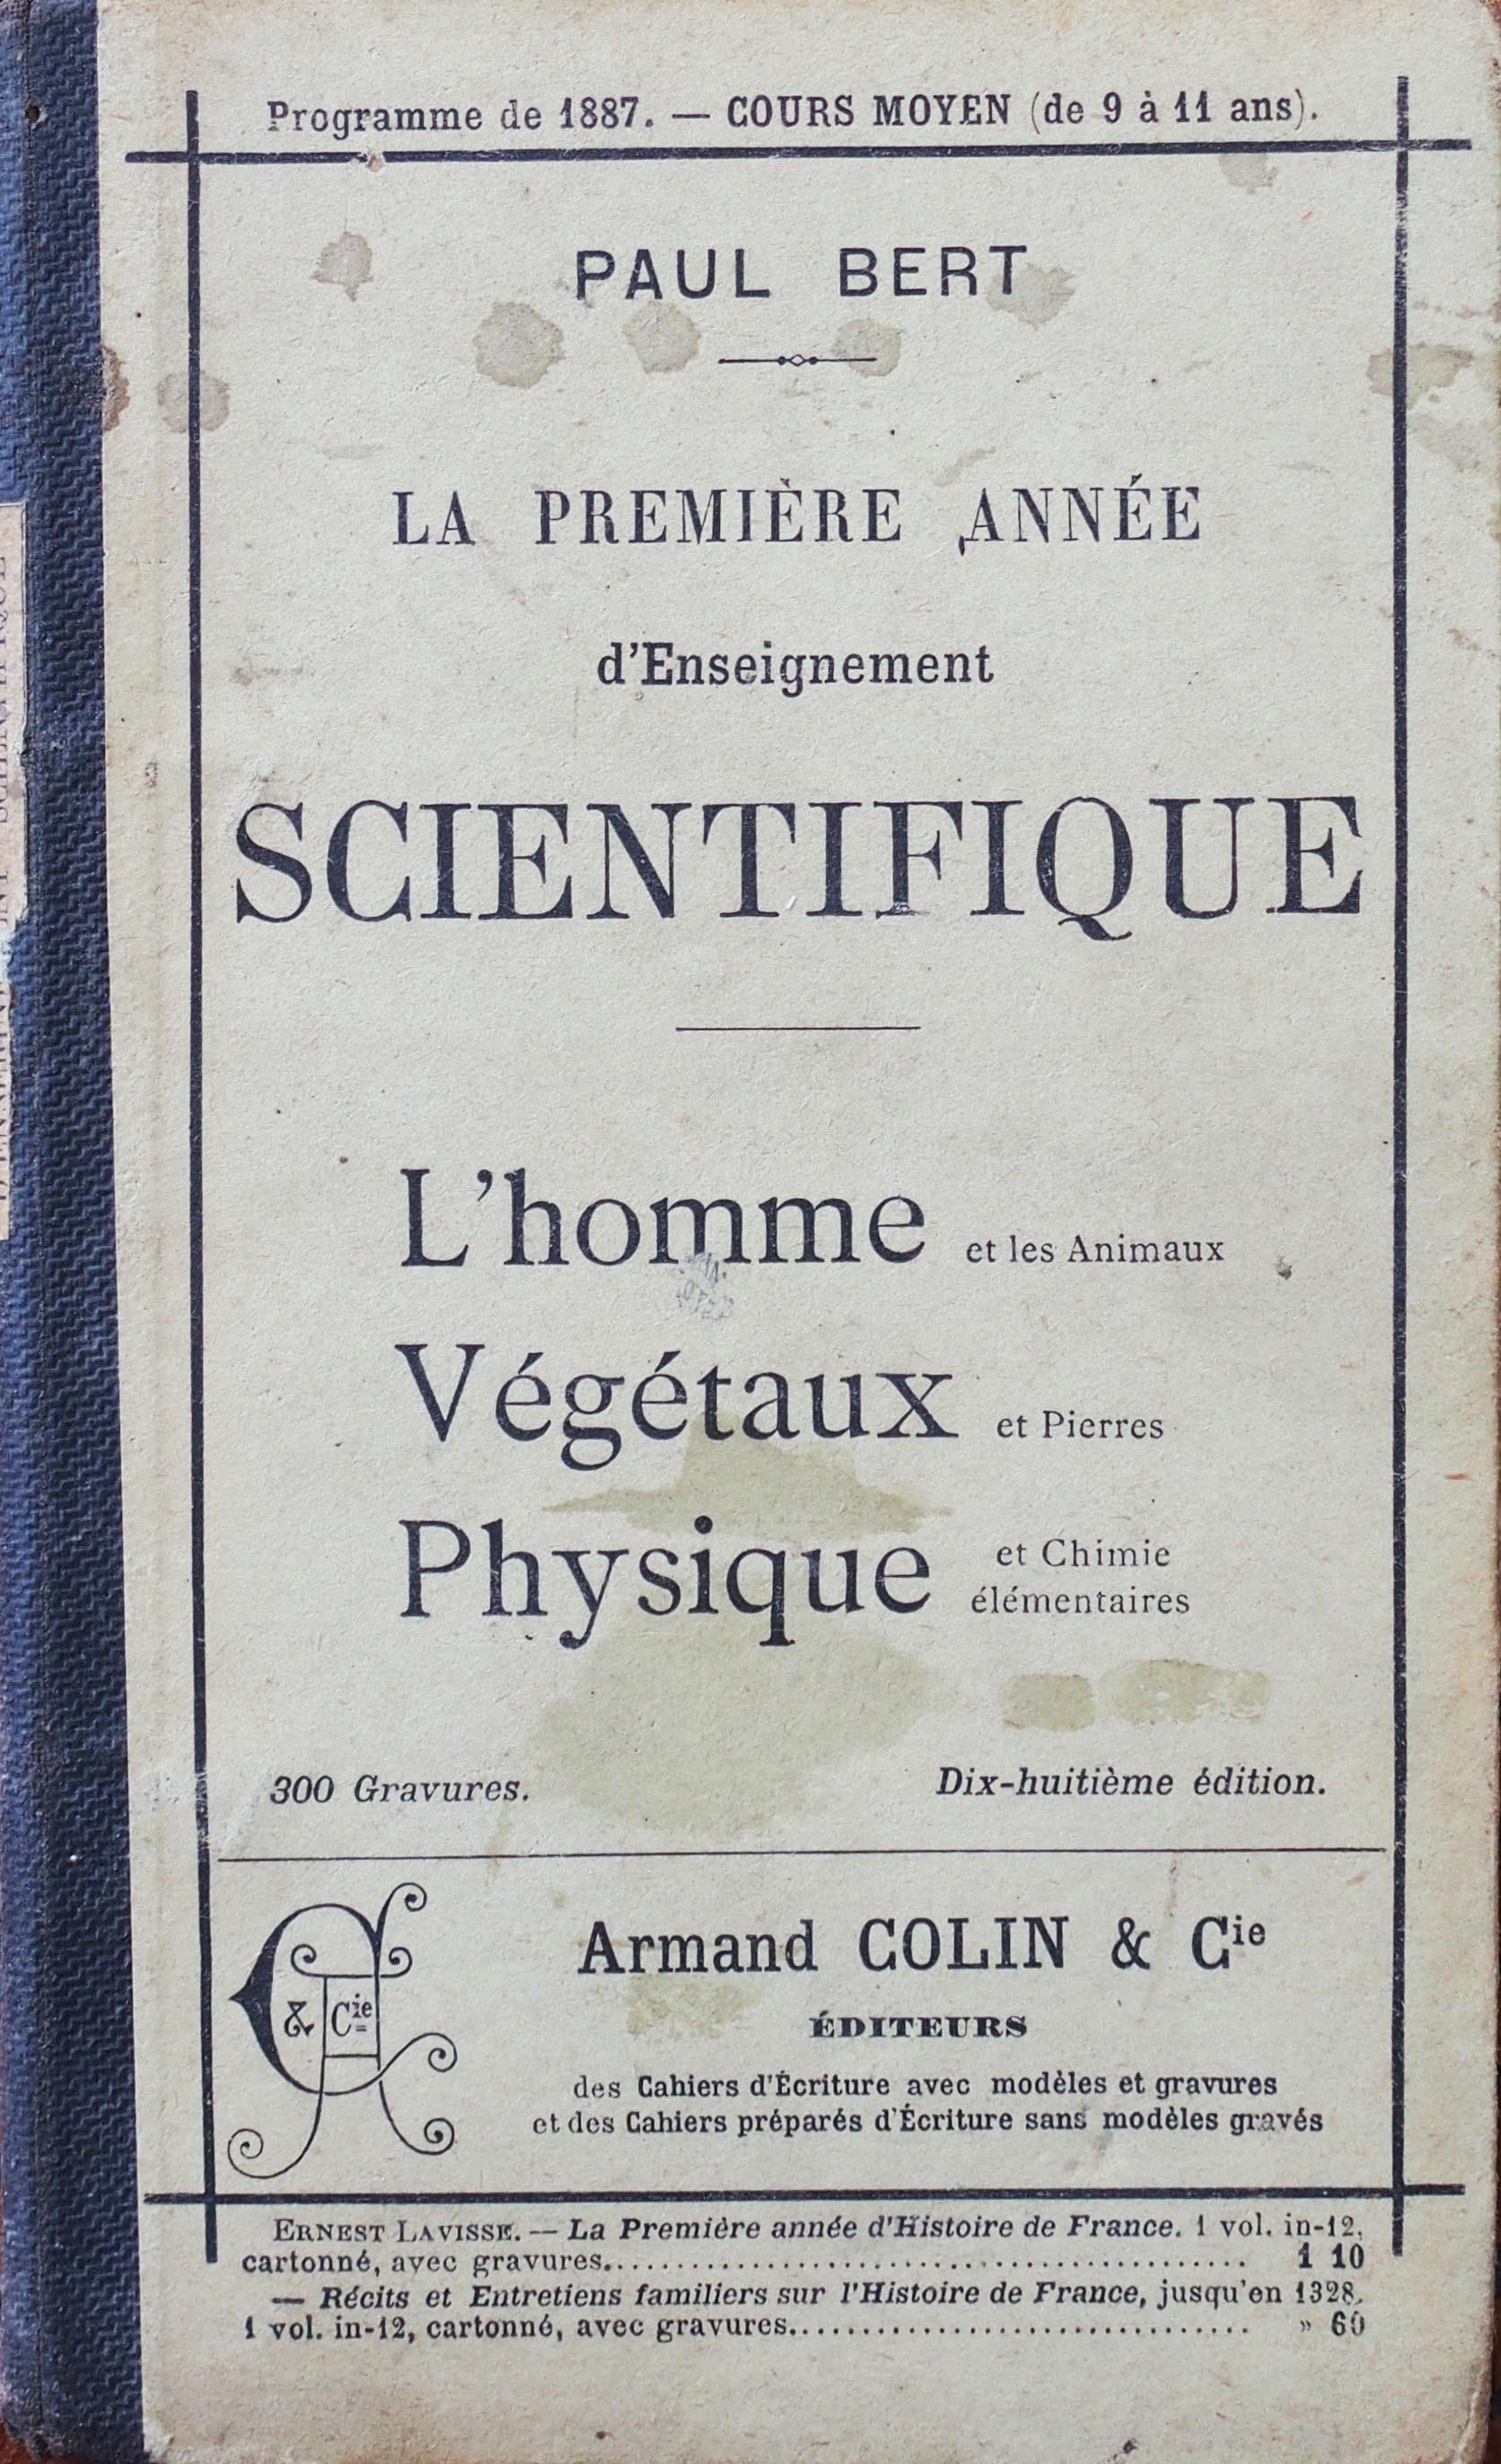 Programme de 1887. — COURS MOYEN (de 9 à 11 ans).
PAUL BERT
LA PREMIÈRE ANNÉE
d'Enseignement
SCIENTIFIQUE
L'homme et les Animaux
Végétaux et Pierres
Physique et Chimie
élémentaires
300 Gravures. Dix-huitième édition.
& Cie
Armand COLIN & Cie
ÉDITEURS
des Cahiers d'Écriture avec modèles et gravures
et des Cahiers préparés d'Écriture sans modèles gravés
ERNEST LAVISSE. — La Première année d'Histoire de France. 1 vol. in-12,
cartonné, avec gravures. 1 10
— Récits et Entretiens familiers sur l'Histoire de France, jusqu'en 1328.
1 vol. in-12, cartonné, avec gravures. » 60